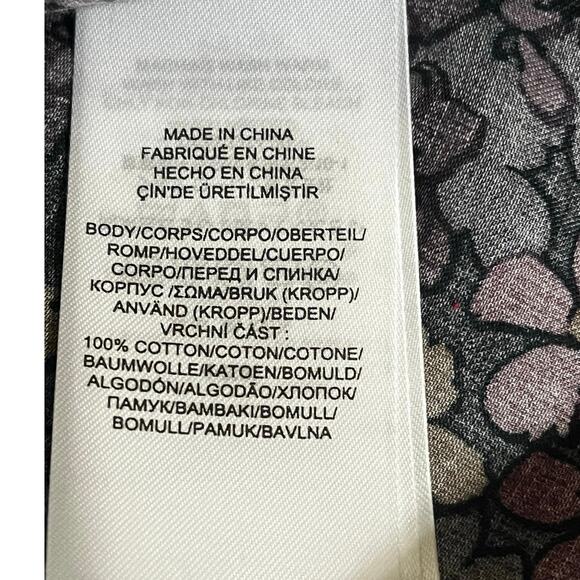 MADE IN CHINA
FABRIQUÉ EN CHINE
HECHO EN CHINA
ÇİN'DE ÜRETİLMİŞTİR
BODY/CORPS/CORPO/OBERTEIL/
ROMP/HOVEDDEL/CUERPO/
CORPO/ПЕРЕД И СПИНКА/
КОРПУС /ΣΩΜΑ/BRUK (KROPP)/
ANVÄND (KROPP)/BEDEN/
VRCHNÍ ČÁST :
100% COTTON/COTON/COTONE/
BAUMWOLLE/KATOEN/BOMULD/
ALGODÓN/ALGODÃO/ХЛОПОК/
ПАМУК/BAMBAKI/BOMULL/
BOMULL/PAMUK/BAVLNA